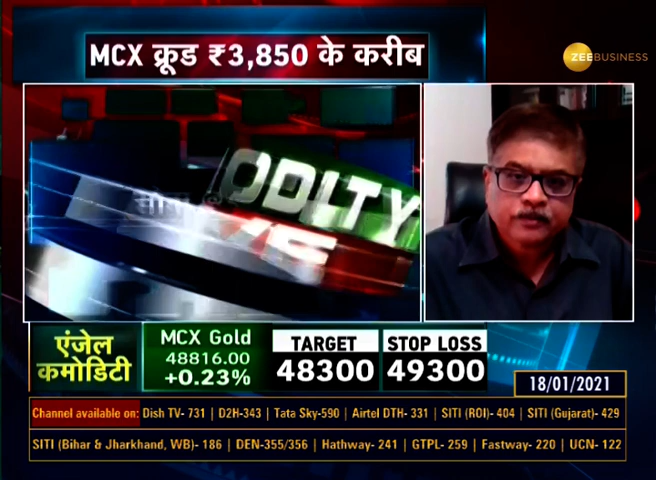 MCX क्रूड ₹3,850 के करीब
ZEEBUSINESS
ODITY
एंजेल
कमोडिटी
MCX Gold
48816.00
+0.23%
TARGET
48300
STOP LOSS
49300
18/01/2021
Channel available on: Dish TV- 731 | D2H-343 | Tata Sky-590 | Airtel DTH- 331 | SITI (ROI)- 404 | SITI (Gujarat)- 429
SITI (Bihar & Jharkhand, WB)- 186 | DEN-355/356 | Hathway- 241 | GTPL- 259 | Fastway- 220 | UCN- 122